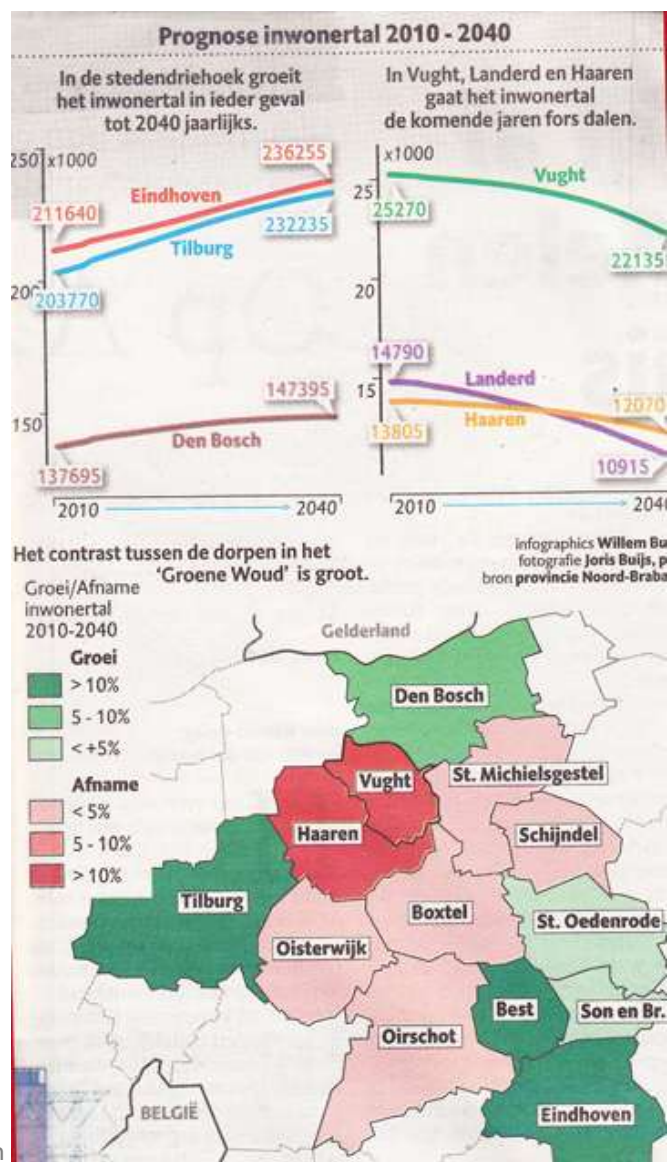 Prognose inwonertal 2010 - 2040
In de stedendriehoek groeit
het inwonertal in ieder geval
tot 2040 jaarlijks.
250 x1000
236255
Eindhoven
211640
Tilburg
232235
200
203770
147395
150
Den Bosch
137695
2010 2040
In Vught, Landerd en Haaren
gaat het inwonertal
de komende jaren fors dalen.
x1000
25
Vught
25270
22135
20
14790
15
Landerd
12070
Haaren
13805
10915
2010 2040
Het contrast tussen de dorpen in het
'Groene Woud' is groot.
infographics Willem Bu
fotografie Joris Buijs, p
bron provincie Noord-Braba
Groei/Afname
inwonertal
2010-2040
Groei
> 10%
5 - 10%
< +5%
Afname
< 5%
5 - 10%
> 10%
Gelderland
Den Bosch
St. Michielsgestel
Vught
Haaren
Schijndel
Tilburg
Boxtel
St. Oedenrode
Oisterwijk
Best
Son en Br.
Oirschot
BELGIË
Eindhoven